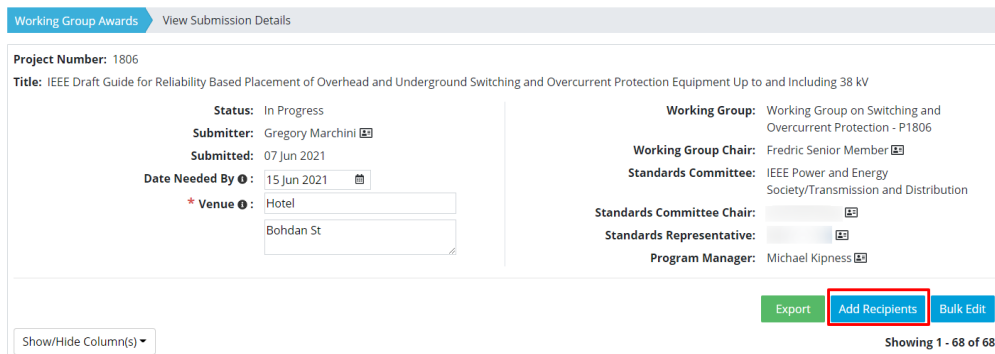 Working Group Awards View Submission Details
Project Number: 1806
Title: IEEE Draft Guide for Reliability Based Placement of Overhead and Underground Switching and Overcurrent Protection Equipment Up to and Including 38 kV
Status: In Progress
Submitter: Gregory Marchini
Submitted: 07 Jun 2021
Date Needed By : 15 Jun 2021
* Venue : Hotel
Bohdan St
Working Group: Working Group on Switching and
Overcurrent Protection - P1806
Working Group Chair: Fredric Senior Member
Standards Committee: IEEE Power and Energy
Society/Transmission and Distribution
Standards Committee Chair:
Standards Representative:
Program Manager: Michael Kipness
Export Add Recipients Bulk Edit
Show/Hide Column(s) Showing 1 - 68 of 68